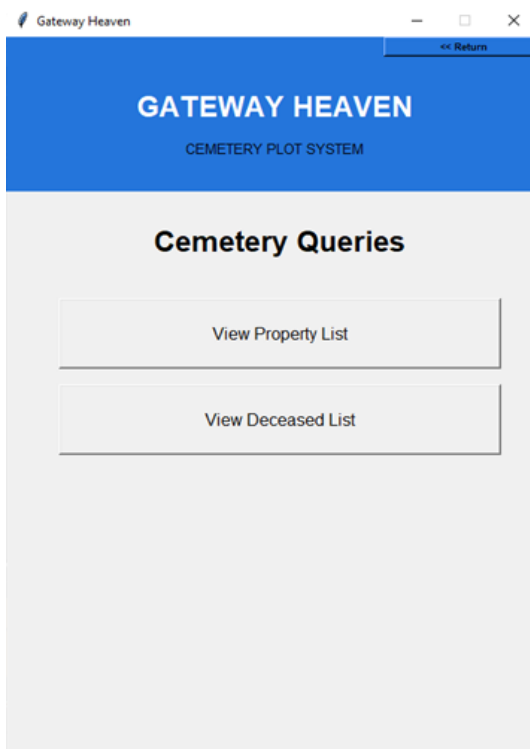 Gateway Heaven
<< Return
GATEWAY HEAVEN
CEMETERY PLOT SYSTEM
Cemetery Queries
View Property List
View Deceased List